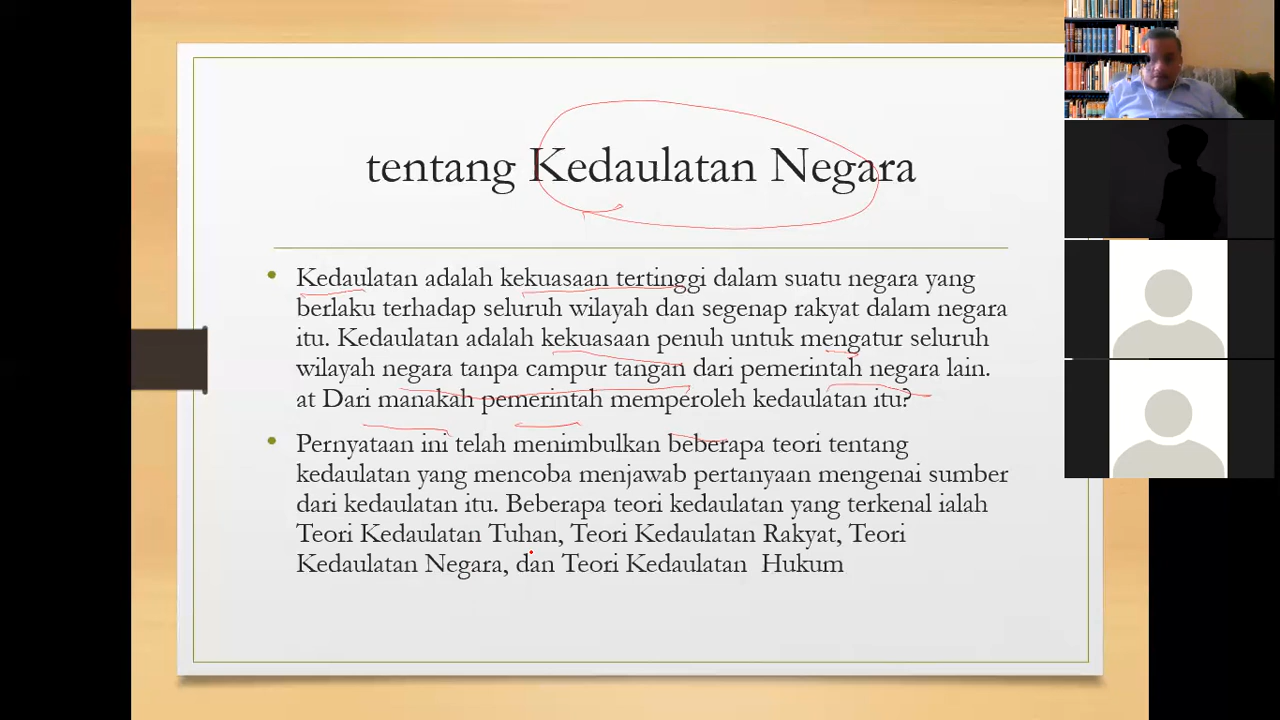 tentang Kedaulatan Negara
• Kedaulatan adalah kekuasaan tertinggi dalam suatu negara yang
berlaku terhadap seluruh wilayah dan segenap rakyat dalam negara
itu. Kedaulatan adalah kekuasaan penuh untuk mengatur seluruh
wilayah negara tanpa campur tangan dari pemerintah negara lain.
at Dari manakah pemerintah memperoleh kedaulatan itu?
• Pernyataan ini telah menimbulkan beberapa teori tentang
kedaulatan yang mencoba menjawab pertanyaan mengenai sumber
dari kedaulatan itu. Beberapa teori kedaulatan yang terkenal ialah
Teori Kedaulatan Tuhan, Teori Kedaulatan Rakyat, Teori
Kedaulatan Negara, dan Teori Kedaulatan Hukum